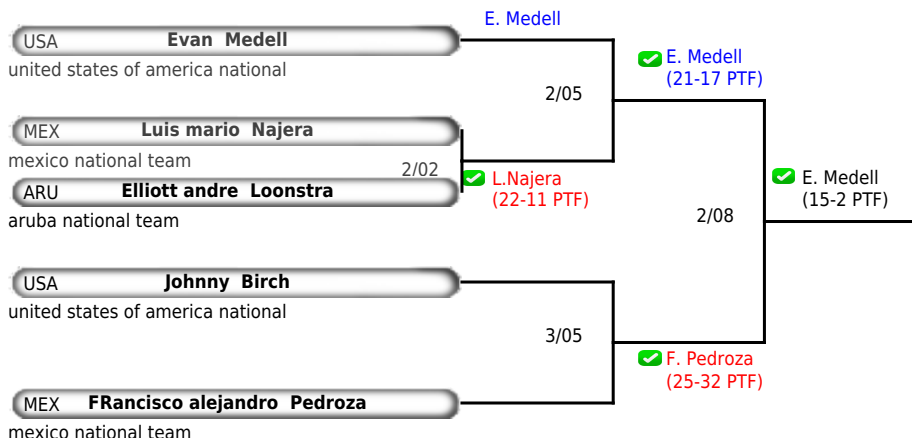 E. Medell
USA Evan Medell
united states of america national
E. Medell
(21-17 PTF)
2/05
MEX Luis mario Najera
mexico national team
2/02
L.Najera
(22-11 PTF)
ARU Elliott andre Loonstra
aruba national team
E. Medell
(15-2 PTF)
2/08
USA Johnny Birch
united states of america national
3/05
F. Pedroza
(25-32 PTF)
MEX FRancisco alejandro Pedroza
mexico national team